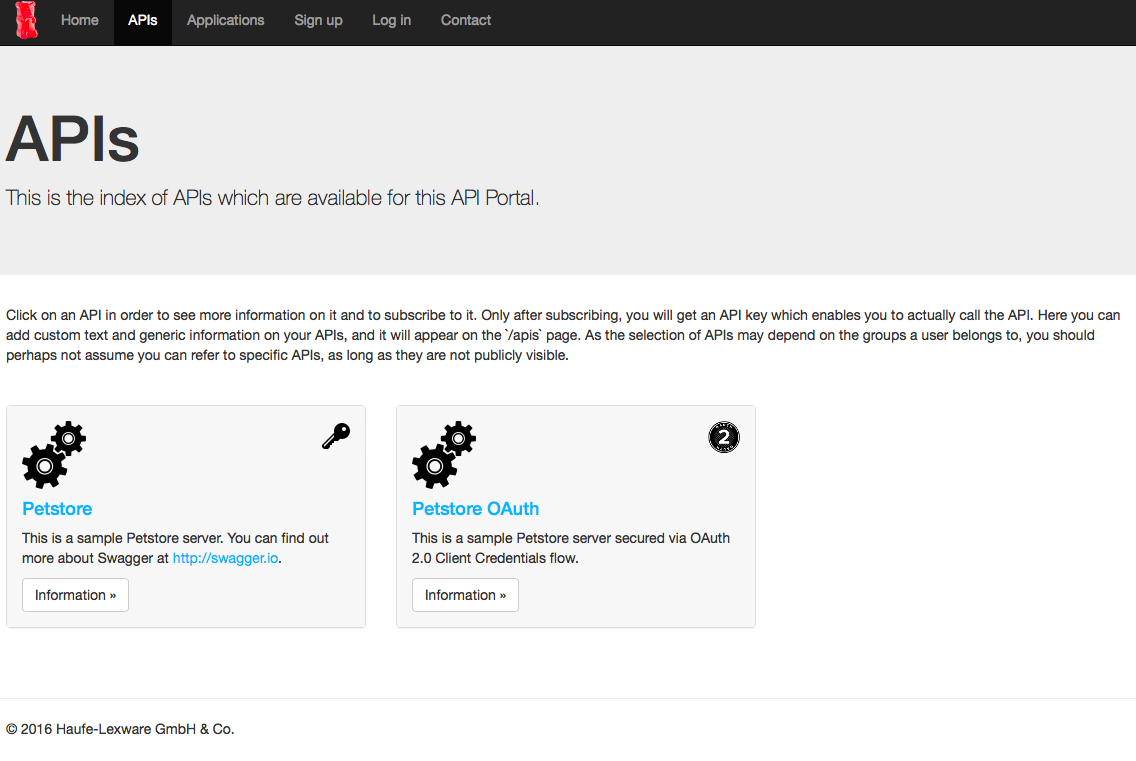 Home APIs Applications Sign up Log in Contact
APIs
This is the index of APIs which are available for this API Portal.
Click on an API in order to see more information on it and to subscribe to it. Only after subscribing, you will get an API key which enables you to actually call the API. Here you can
add custom text and generic information on your APIs, and it will appear on the `/apis` page. As the selection of APIs may depend on the groups a user belongs to, you should
perhaps not assume you can refer to specific APIs, as long as they are not publicly visible.
Petstore
This is a sample Petstore server. You can find out
more about Swagger at http://swagger.io.
Information »
2
Petstore OAuth
This is a sample Petstore server secured via OAuth
2.0 Client Credentials flow.
Information »
© 2016 Haufe-Lexware GmbH & Co.